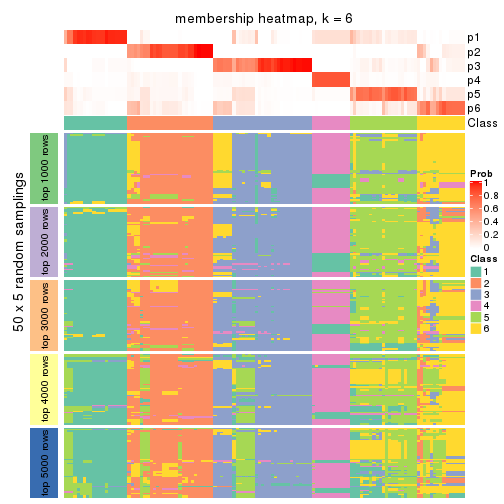 membership heatmap, k = 6
p1
p2
p3
p4
p5
p6
Class
50 x 5 random samplings
top 1000 rows
top 2000 rows
top 3000 rows
top 4000 rows
top 5000 rows
Prob
1
0.8
0.6
0.4
0.2
0
Class
1
2
3
4
5
6